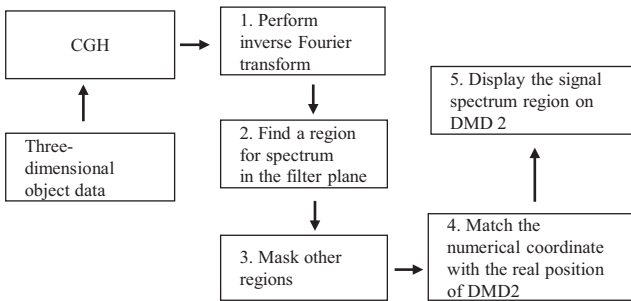 CGH
Three-
dimensional
object data
1. Perform
inverse Fourier
transform
2. Find a region
for spectrum
in the filter plane
3. Mask other
regions
4. Match the
numerical coordinate
with the real position
of DMD2
5. Display the signal
spectrum region on
DMD 2